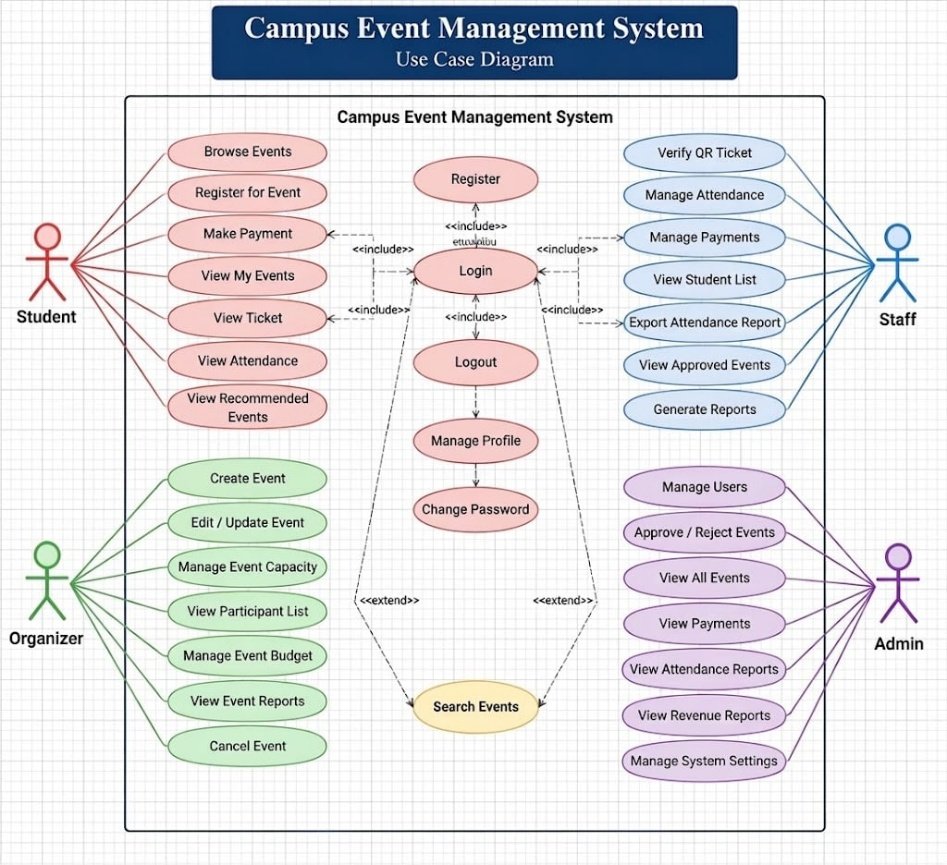 Campus Event Management System
Use Case Diagram
Campus Event Management System
Browse Events
Register for Event
Make Payment
View My Events
View Ticket
View Attendance
View Recommended
Events
Student
Register
<<include>>
Login
<<include>>
<<include>>
<<include>>
<<include>>
<<include>>
Logout
Manage Profile
Change Password
Verify QR Ticket
Manage Attendance
Manage Payments
View Student List
Export Attendance Report
View Approved Events
Generate Reports
Staff
Create Event
Edit / Update Event
Manage Event Capacity
View Participant List
Manage Event Budget
View Event Reports
Cancel Event
Organizer
<<extend>>
<<extend>>
Search Events
Manage Users
Approve / Reject Events
View All Events
View Payments
View Attendance Reports
View Revenue Reports
Manage System Settings
Admin